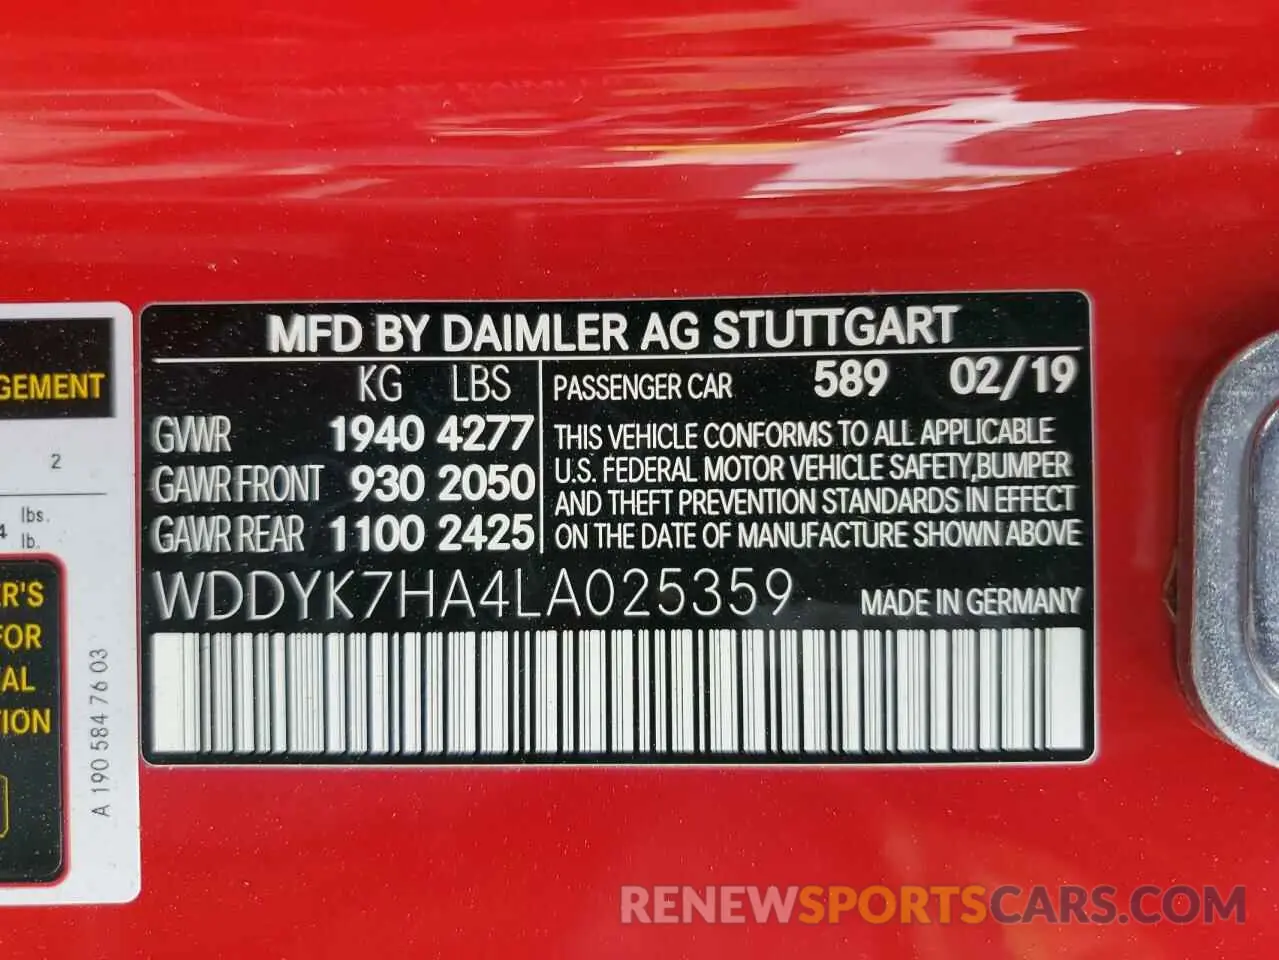 MFD BY DAIMLER AG STUTTGART
KG LBS
GVWR 1940 4277
GAWR FRONT 930 2050
GAWR REAR 1100 2425
PASSENGER CAR 589 02/19
THIS VEHICLE CONFORMS TO ALL APPLICABLE
U.S. FEDERAL MOTOR VEHICLE SAFETY,BUMPER
AND THEFT PREVENTION STANDARDS IN EFFECT
ON THE DATE OF MANUFACTURE SHOWN ABOVE
WDDYK7HA4LA025359 MADE IN GERMANY
GEMENT
2
4 lbs.
lb.
ER'S
FOR
AL
TION
A 190 584 76 03
RENEWSPORTSCARS.COM